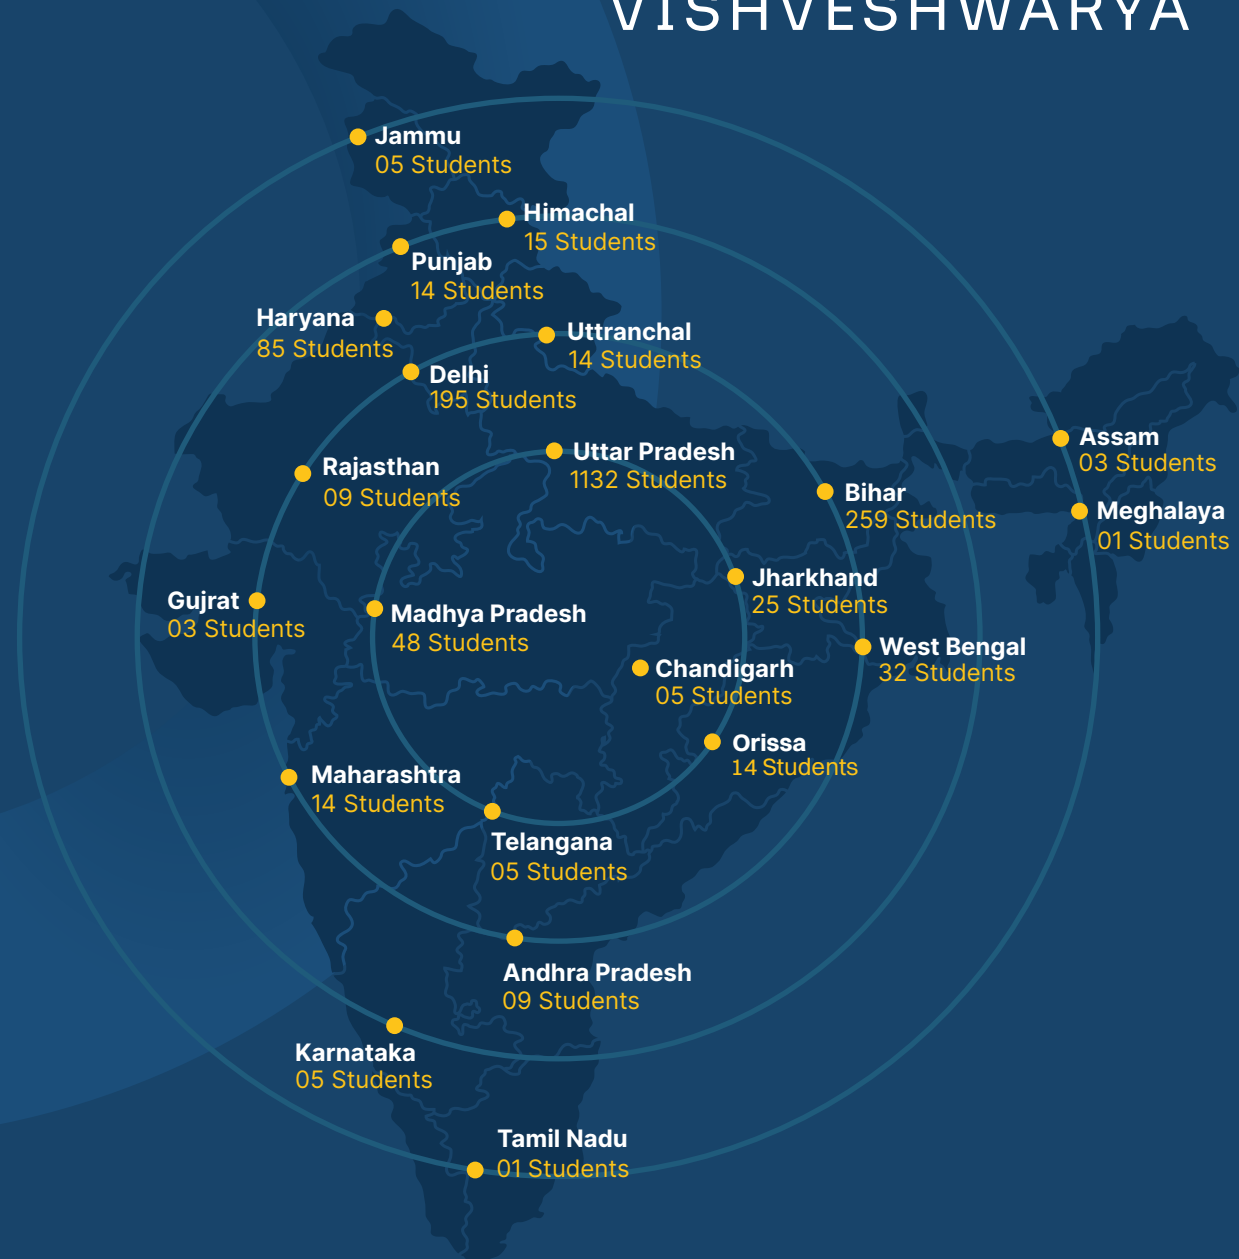 VISHVESHWARYA
Jammu
05 Students
Himachal
15 Students
Punjab
14 Students
Haryana
85 Students
Uttranchal
14 Students
Delhi
195 Students
Uttar Pradesh
1132 Students
Rajasthan
09 Students
Assam
03 Students
Bihar
259 Students
Meghalaya
01 Students
Jharkhand
25 Students
Gujrat
03 Students
Madhya Pradesh
48 Students
West Bengal
32 Students
Chandigarh
05 Students
Orissa
14 Students
Maharashtra
14 Students
Telangana
05 Students
Andhra Pradesh
09 Students
Karnataka
05 Students
Tamil Nadu
01 Students